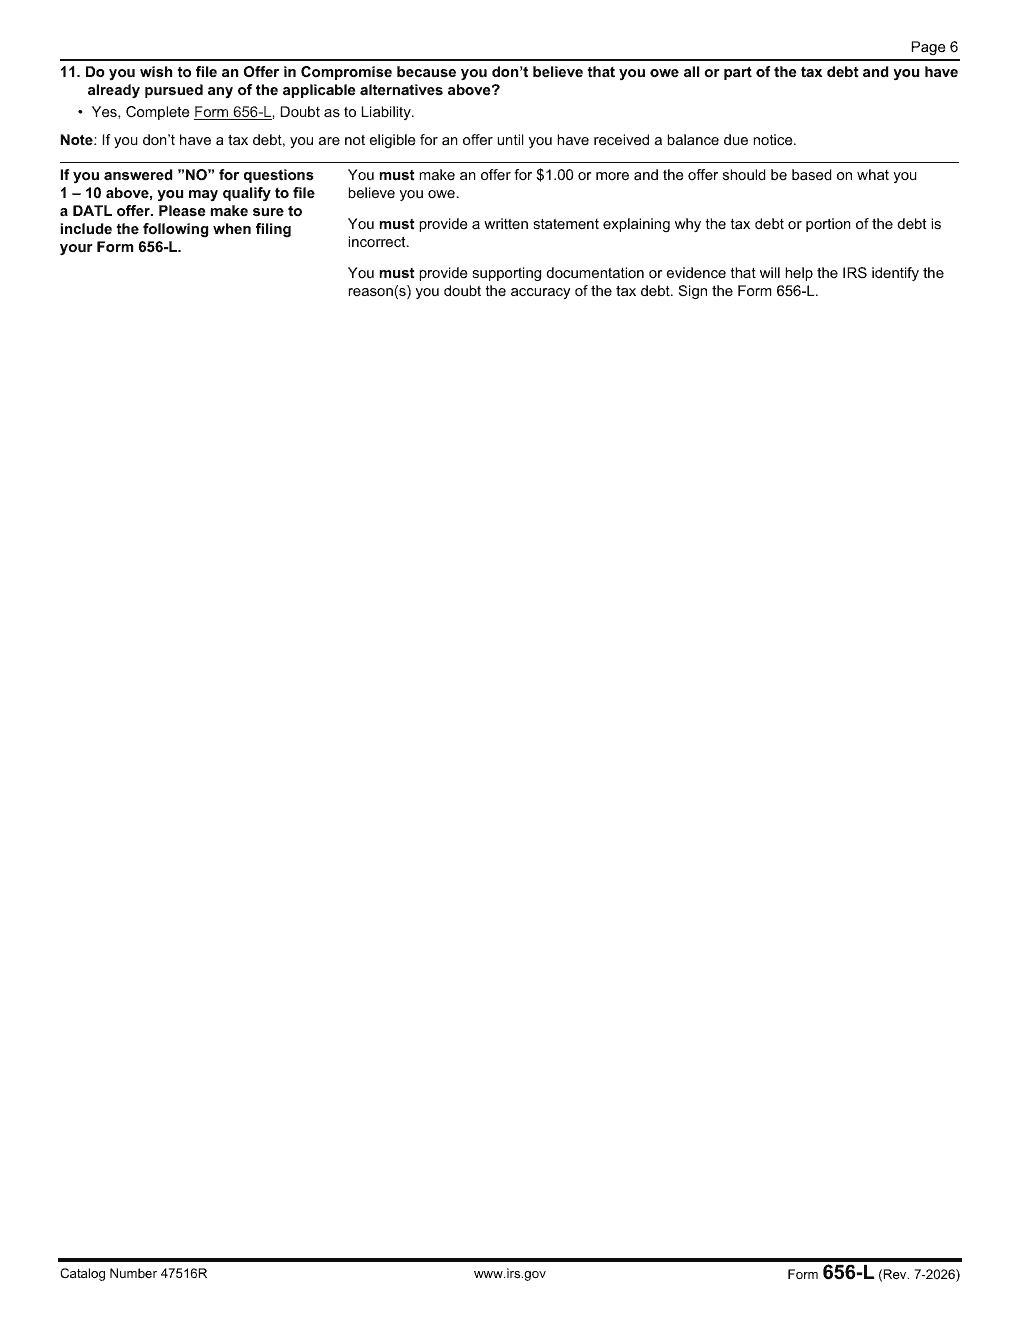 Page 6
11. Do you wish to file an Offer in Compromise because you don’t believe that you owe all or part of the tax debt and you have
already pursued any of the applicable alternatives above?
• Yes, Complete Form 656-L, Doubt as to Liability.
Note: If you don’t have a tax debt, you are not eligible for an offer until you have received a balance due notice.
If you answered ”NO” for questions
1 – 10 above, you may qualify to file
a DATL offer. Please make sure to
include the following when filing
your Form 656-L.
You must make an offer for $1.00 or more and the offer should be based on what you
believe you owe.
You must provide a written statement explaining why the tax debt or portion of the debt is
incorrect.
You must provide supporting documentation or evidence that will help the IRS identify the
reason(s) you doubt the accuracy of the tax debt. Sign the Form 656-L.
Catalog Number 47516R
www.irs.gov
Form 656-L (Rev. 7-2026)